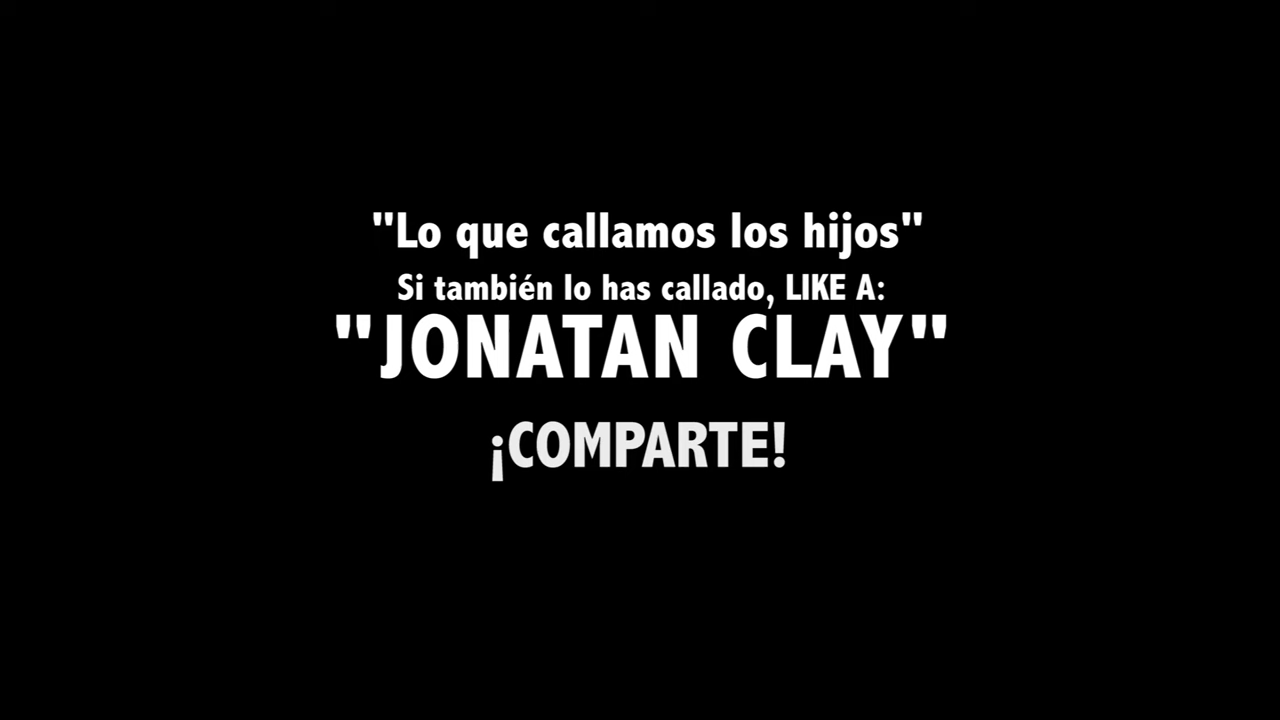 "Lo que callamos los hijos"
Si también lo has callado, LIKE A:
"JONATAN CLAY"
¡COMPARTE!